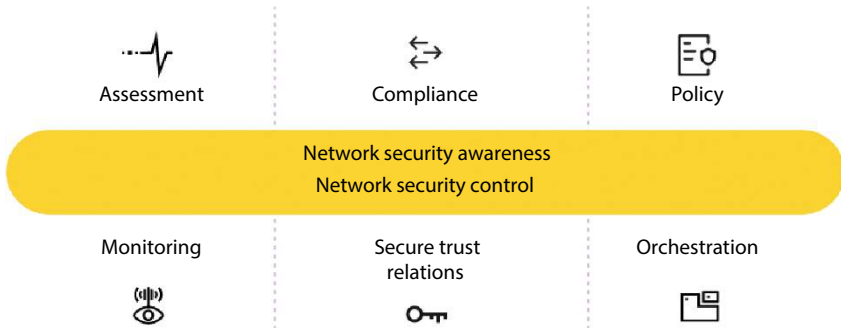 Assessment
Compliance
Policy
Network security awareness
Network security control
Monitoring
Secure trust
relations
Orchestration